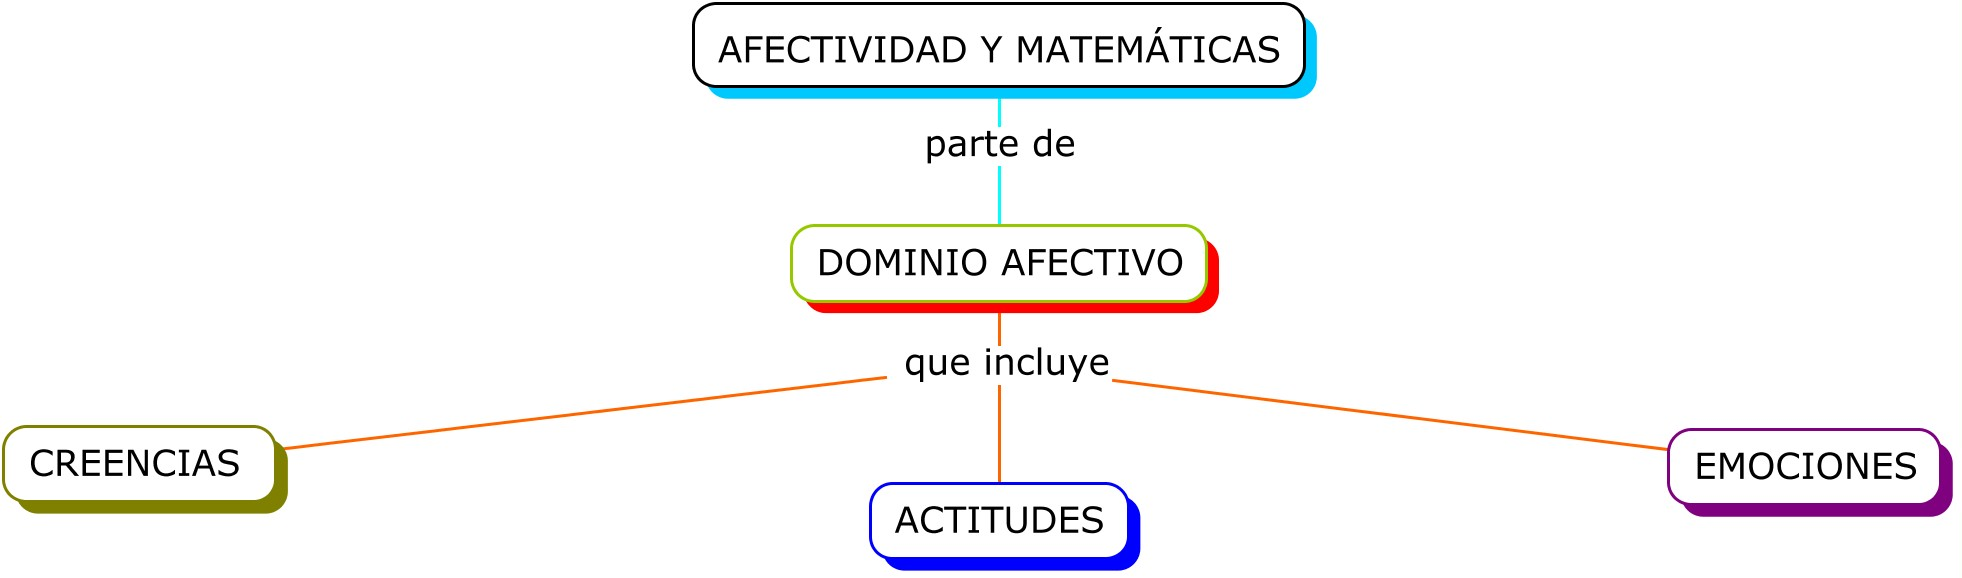 AFECTIVIDAD Y MATEMÁTICAS
parte de
DOMINIO AFECTIVO
que incluye
CREENCIAS
ACTITUDES
EMOCIONES